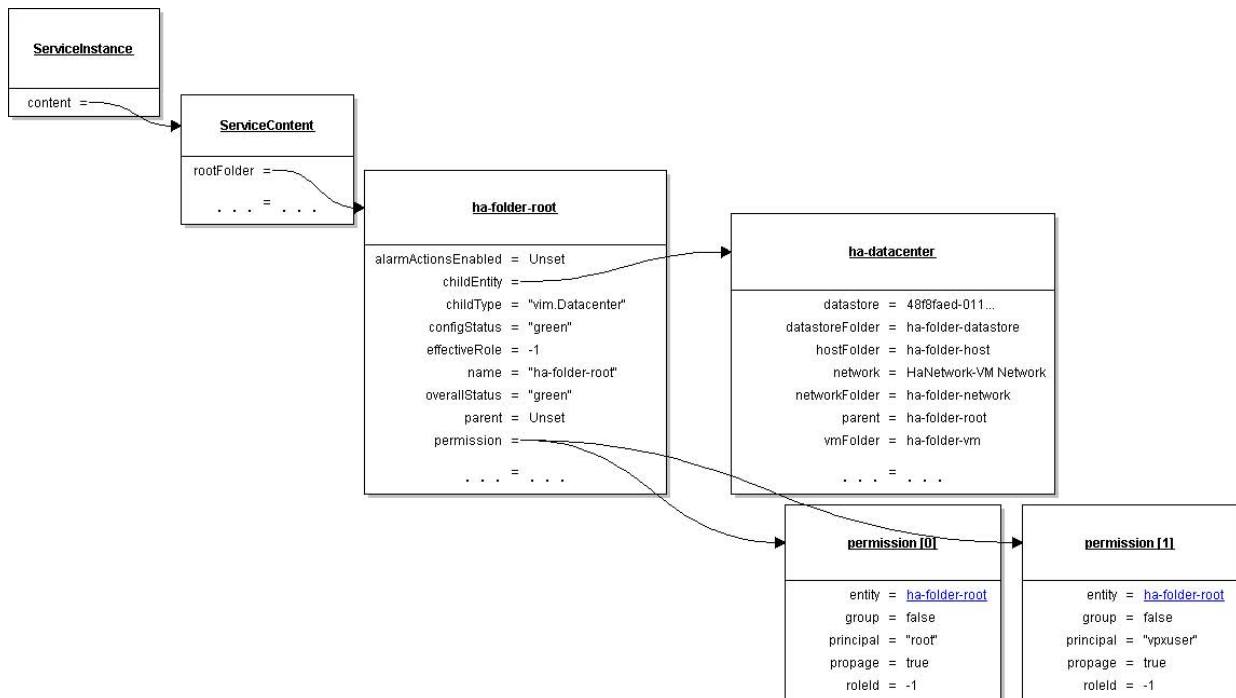 ServiceInstance
content =
ServiceContent
rootFolder =
. . . = . . .
ha-folder-root
alarmActionsEnabled = Unset
childEntity =
childType = "vim.Datacenter"
configStatus = "green"
effectiveRole = -1
name = "ha-folder-root"
overallStatus = "green"
parent = Unset
permission =
. . . = . . .
ha-datacenter
datastore = 48f8faed-011...
datastoreFolder = ha-folder-datastore
hostFolder = ha-folder-host
network = HaNetwork-VM Network
networkFolder = ha-folder-network
parent = ha-folder-root
vmFolder = ha-folder-vm
. . . = . . .
permission [0]
entity = ha-folder-root
group = false
principal = "root"
propage = true
roleId = -1
permission [1]
entity = ha-folder-root
group = false
principal = "vpxuser"
propage = true
roleId = -1